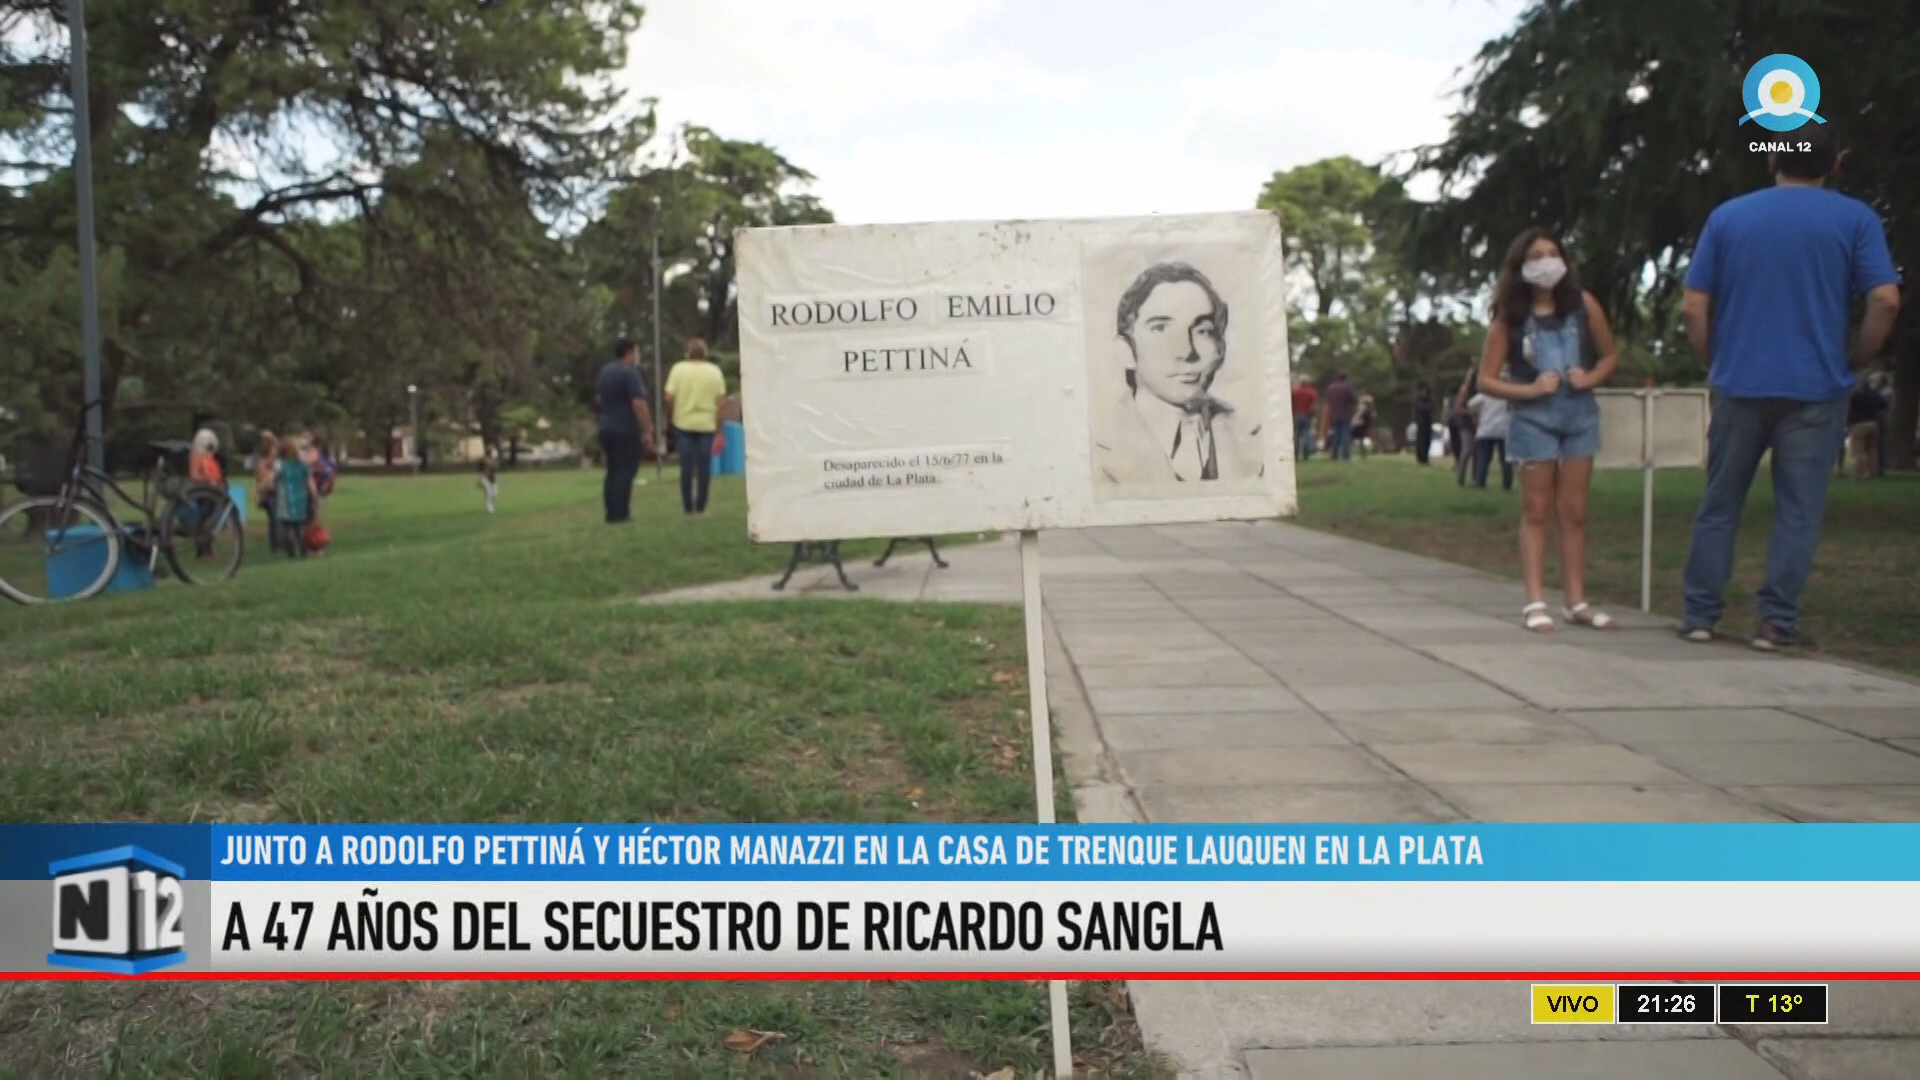 CANAL 12
RODOLFO EMILIO
PETTINÁ
Desaparecido el 15/6/77 en la
ciudad de La Plata.
JUNTO A RODOLFO PETTINÁ Y HÉCTOR MANAZZI EN LA CASA DE TRENQUE LAUQUEN EN LA PLATA
N12
A 47 AÑOS DEL SECUESTRO DE RICARDO SANGLA
VIVO 21:26 T 13º